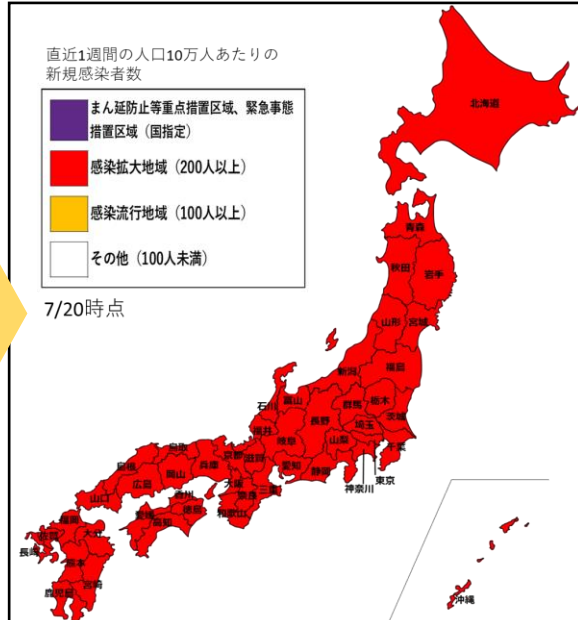 直近1週間の人口10万人あたりの
新規感染者数
まん延防止等重点措置区域、緊急事態
措置区域（国指定）
感染拡大地域（200人以上）
感染流行地域（100人以上）
その他（100人未満）
7/20時点
北海道
青森
秋田
岩手
山形
宮城
福島
新潟
富山
石川
福井
長野
群馬
栃木
茨城
埼玉
千葉
東京
神奈川
山梨
静岡
愛知
岐阜
滋賀
京都
兵庫
大阪
奈良
三重
和歌山
鳥取
島根
岡山
広島
山口
香川
徳島
愛媛
高知
福岡
佐賀
長崎
大分
熊本
宮崎
鹿児島
沖縄